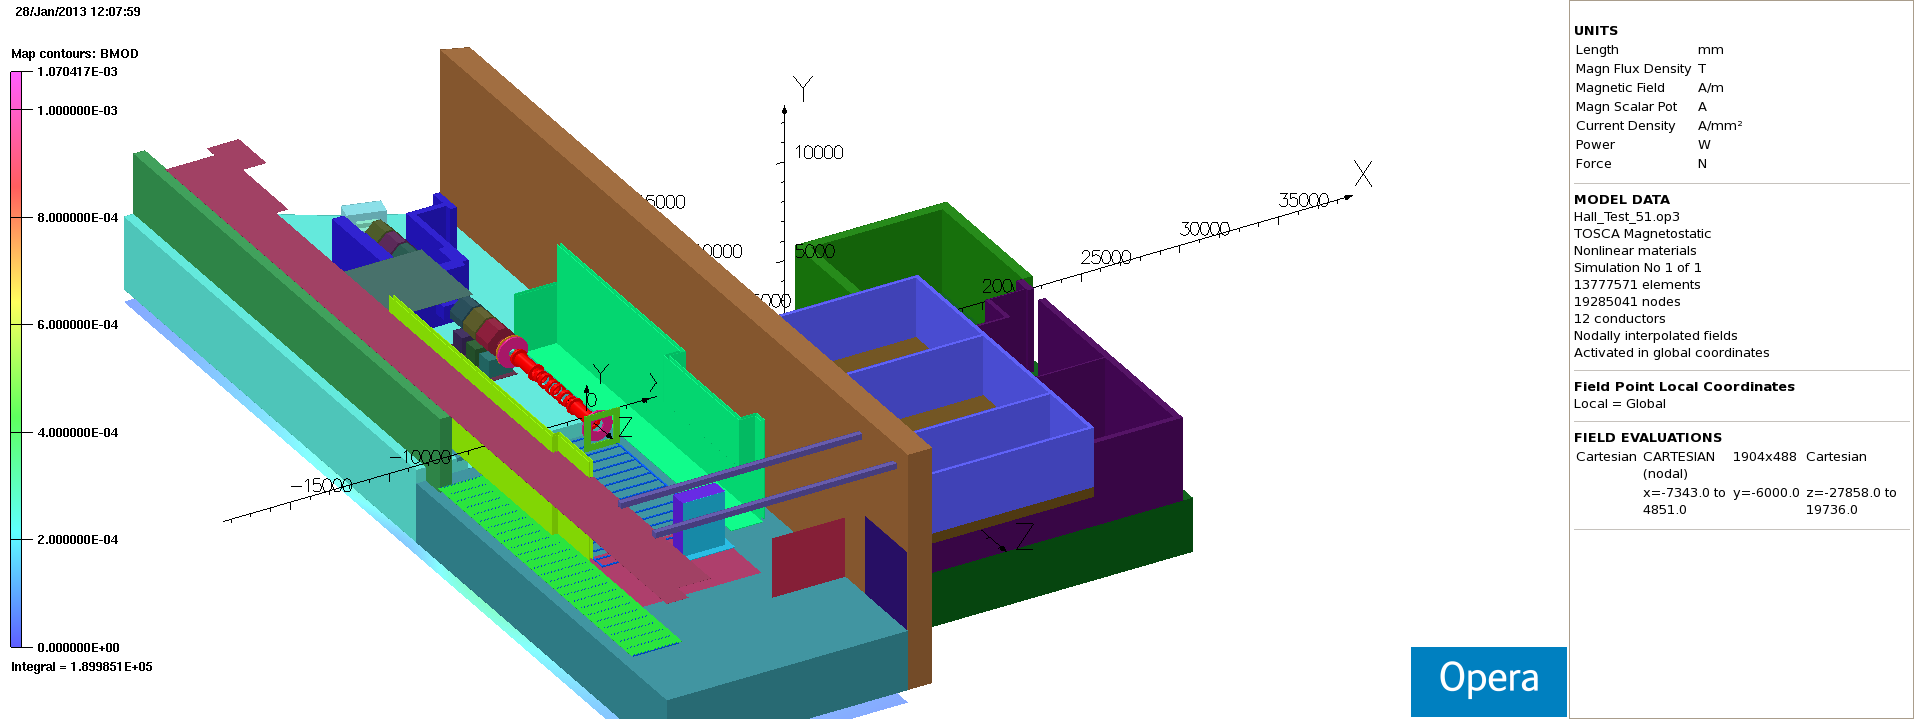 28/Jan/2013 12:07:59
Map contours: BMOD
1.070417E-03
1.000000E-03
8.000000E-04
6.000000E-04
4.000000E-04
2.000000E-04
0.000000E+00
Integral = 1.899851E+05
Y
10000
5000
X
35000
30000
25000
Y
0
Z
-10000
-15000
Z
Opera
UNITS
Length mm
Magn Flux Density T
Magnetic Field A/m
Magn Scalar Pot A
Current Density A/mm²
Power W
Force N
MODEL DATA
Hall_Test_51.op3
TOSCA Magnetostatic
Nonlinear materials
Simulation No 1 of 1
13777571 elements
19285041 nodes
12 conductors
Nodally interpolated fields
Activated in global coordinates
Field Point Local Coordinates
Local = Global
FIELD EVALUATIONS
Cartesian CARTESIAN 1904x488 Cartesian
(nodal)
x=-7343.0 to y=-6000.0 z=-27858.0 to
4851.0 19736.0